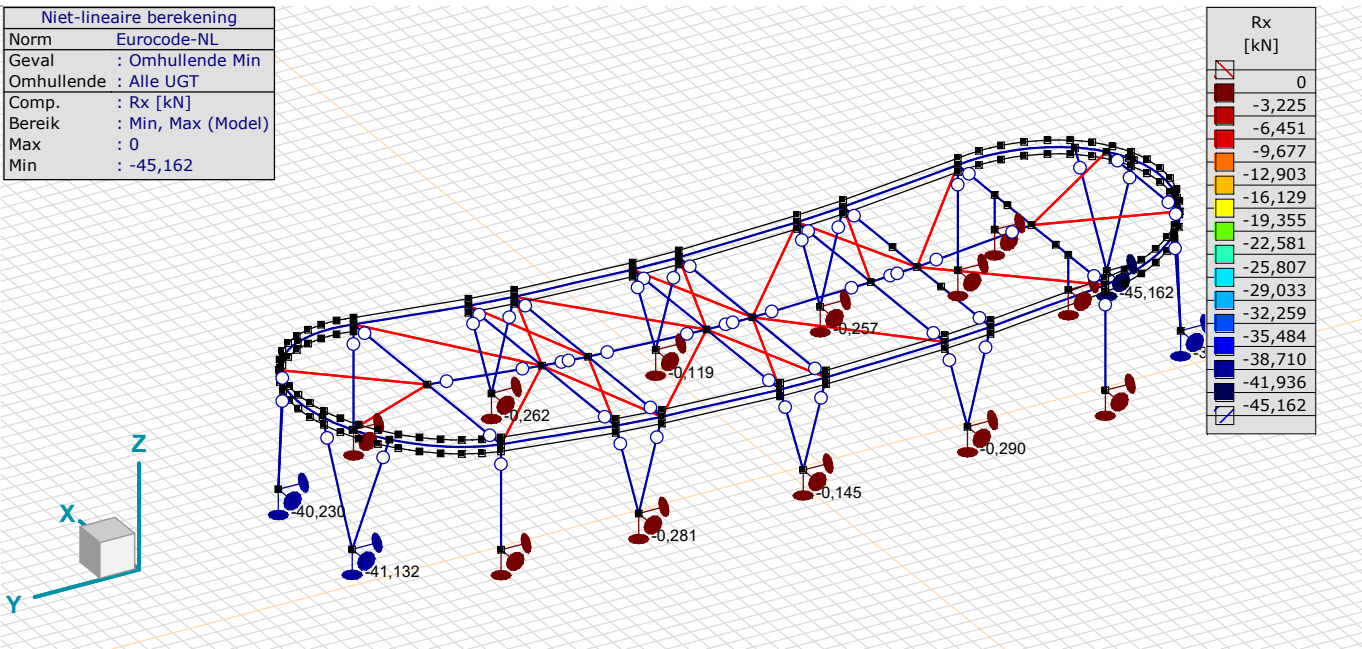 Niet-lineaire berekening
Norm Eurocode-NL
Geval : Omhullende Min
Omhullende : Alle UGT
Comp. : Rx [kN]
Bereik : Min, Max (Model)
Max : 0
Min : -45,162
Rx
[kN]
0
-3,225
-6,451
-9,677
-12,903
-16,129
-19,355
-22,581
-25,807
-29,033
-32,259
-35,484
-38,710
-41,936
-45,162
-45,162
-0,257
-0,119
-0,262
-0,290
-0,145
-40,230
-0,281
-41,132
Z
X
Y